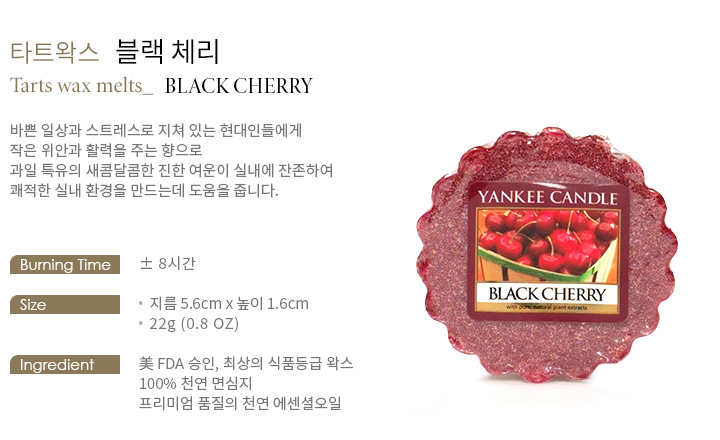 타트왁스 블랙 체리
Tarts wax melts_ BLACK CHERRY
바쁜 일상과 스트레스로 지쳐 있는 현대인들에게
작은 위안과 활력을 주는 향으로
과일 특유의 새콤달콤한 진한 여운이 실내에 잔존하여
쾌적한 실내 환경을 만드는데 도움을 줍니다.
Burning Time ± 8시간
Size • 지름 5.6cm x 높이 1.6cm
• 22g (0.8 OZ)
Ingredient 美 FDA 승인, 최상의 식품등급 왁스
100% 천연 면심지
프리미엄 품질의 천연 에센셜오일
YANKEE CANDLE
BLACK CHERRY
with pure, natural plant extracts